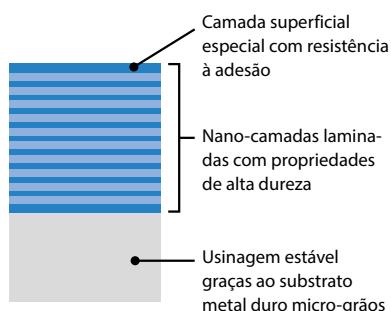 Camada superficial
especial com resistência
à adesão
Nano-camadas lamina-
das com propriedades
de alta dureza
Usinagem estável
graças ao substrato
metal duro micro-grãos